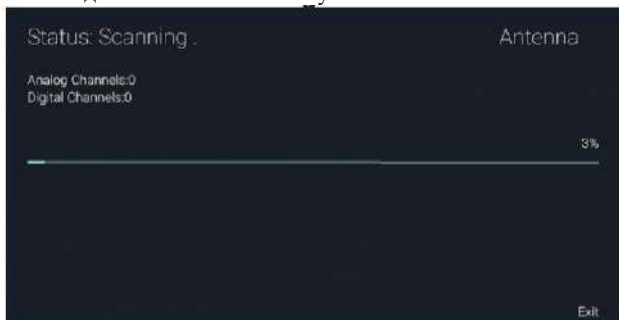 Status: Scanning .
Antenna
Analog Channels:0
Digital Channels:0
3%
Exit